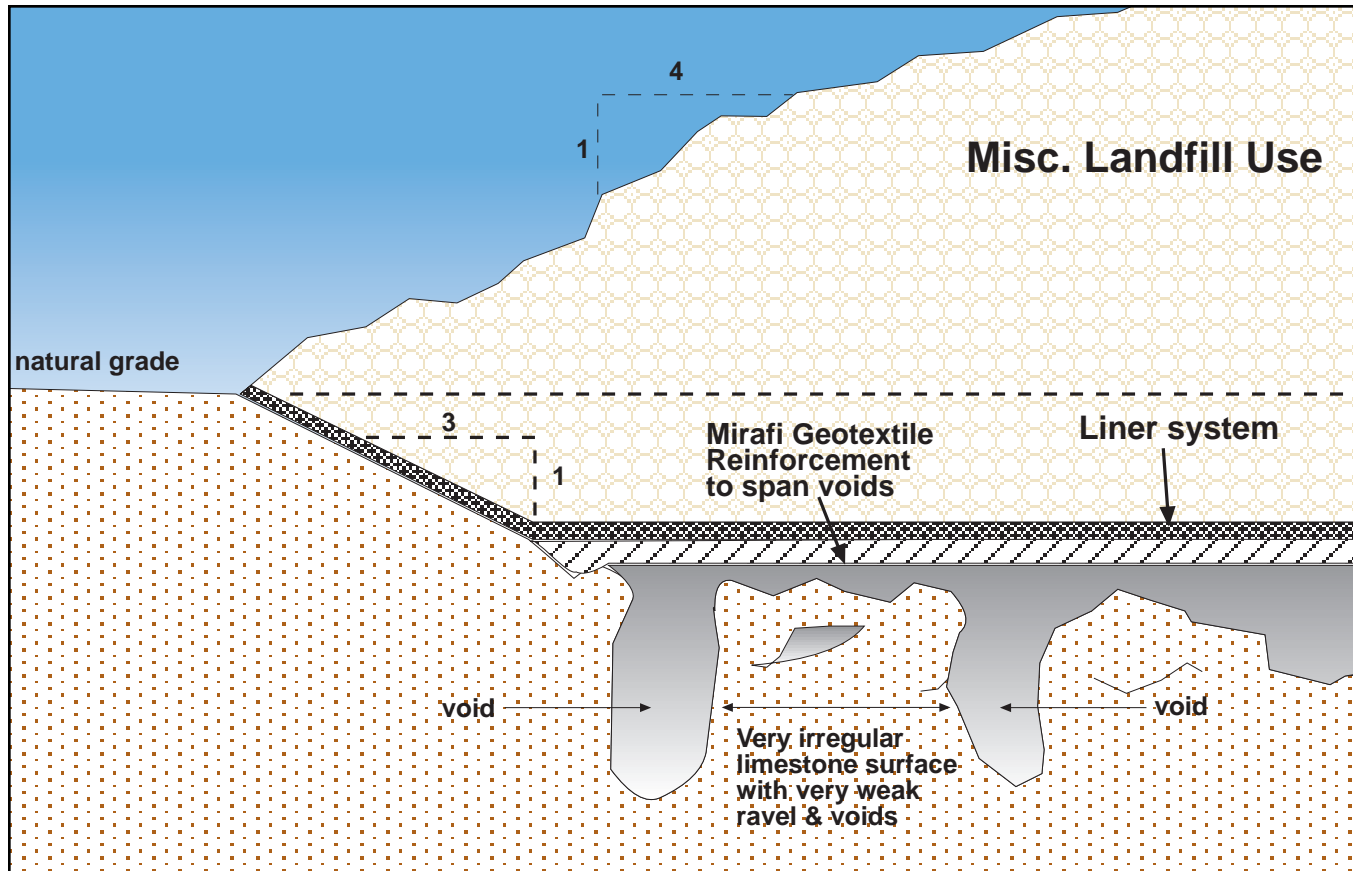 4
1
Misc. Landfill Use
natural grade
3
1
Mirafi Geotextile
Reinforcement
to span voids
Liner system
void
void
Very irregular
limestone surface
with very weak
ravel & voids